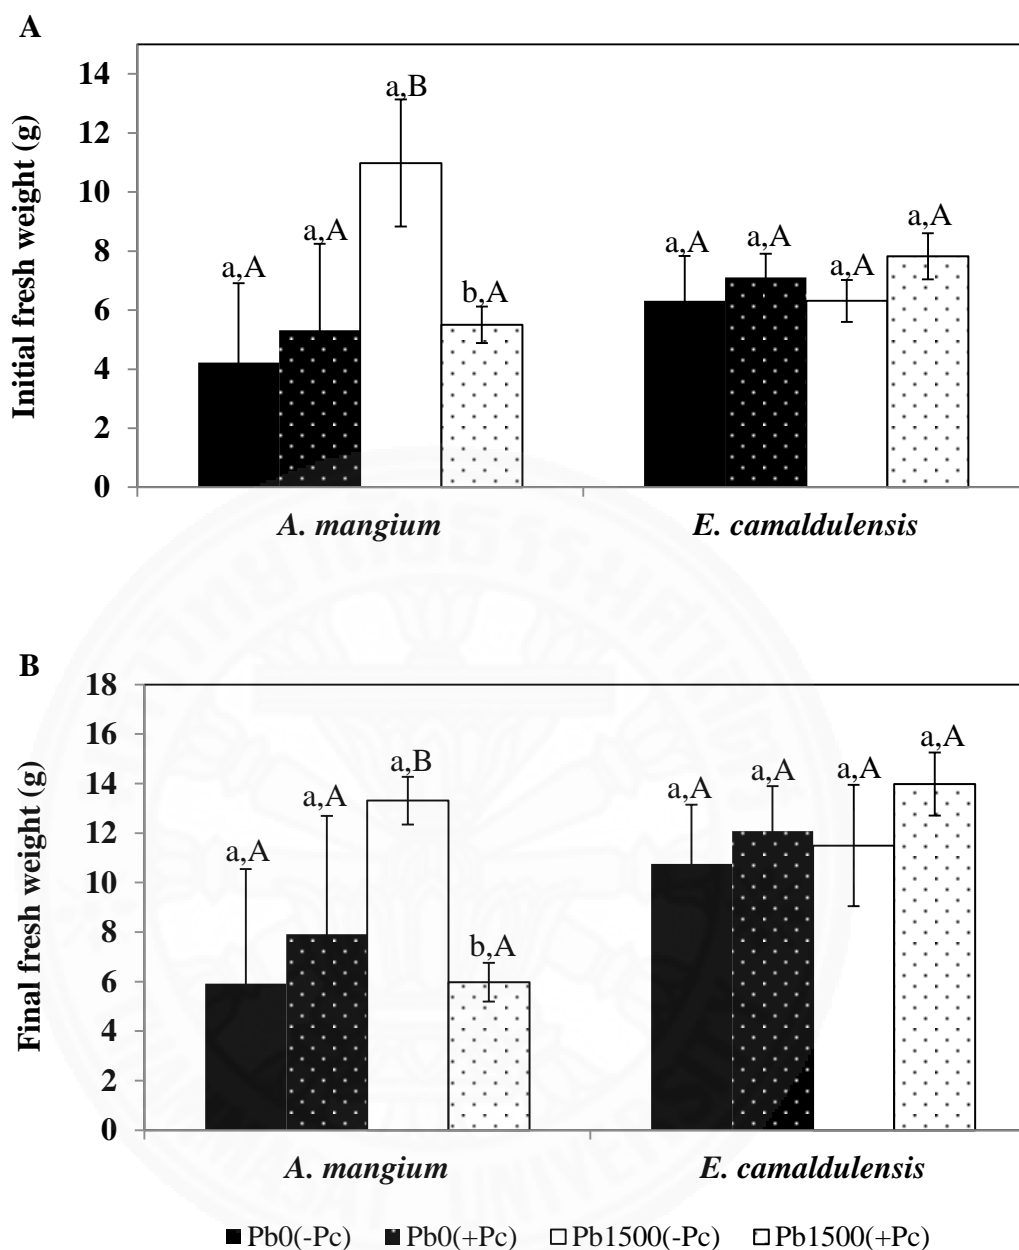 A
Initial fresh weight (g)
14
12
10
8
6
4
2
0
a,A
a,A
a,B
b,A
a,A
a,A
a,A
a,A
A. mangium
E. camaldulensis
B
Final fresh weight (g)
18
16
14
12
10
8
6
4
2
0
a,A
a,A
a,B
b,A
a,A
a,A
a,A
a,A
A. mangium
E. camaldulensis
Pb0(-Pc) Pb0(+Pc) Pb1500(-Pc) Pb1500(+Pc)